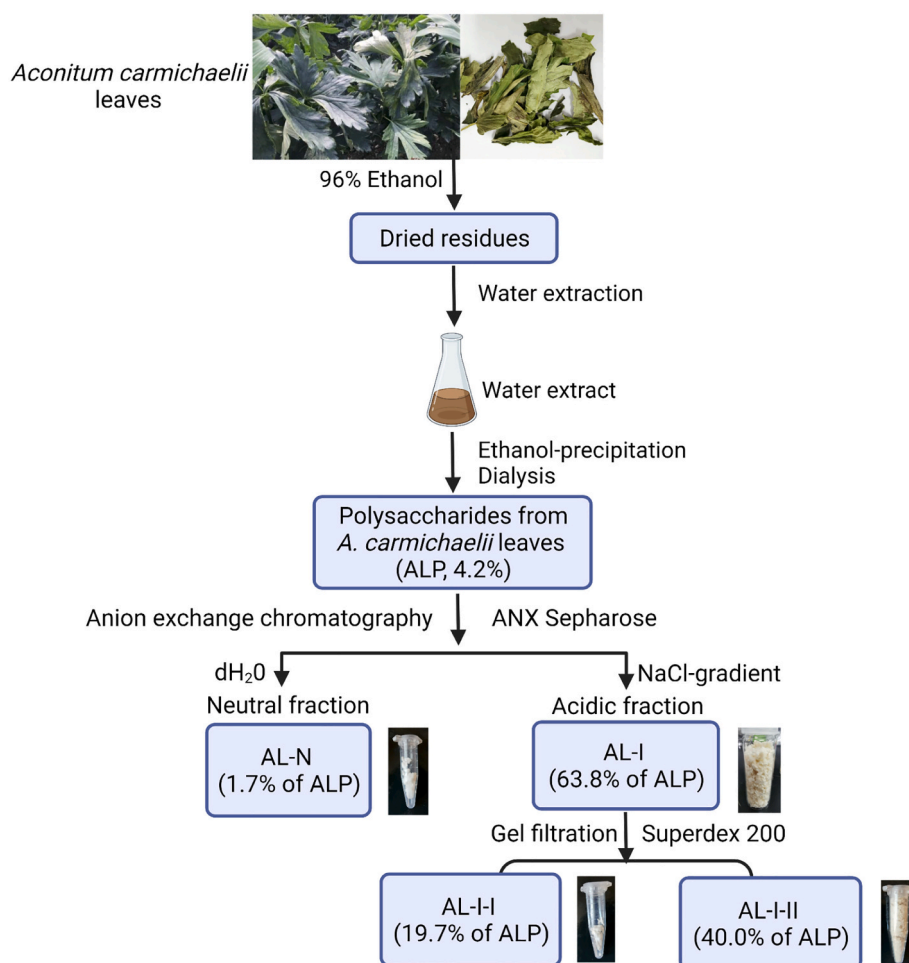 Aconitum carmichaelii
leaves
96% Ethanol
Dried residues
Water extraction
Water extract
Ethanol-precipitation
Dialysis
Polysaccharides from
A. carmichaelii leaves
(ALP, 4.2%)
Anion exchange chromatography
ANX Sepharose
dH₂0
NaCl-gradient
Neutral fraction
Acidic fraction
AL-N
(1.7% of ALP)
AL-I
(63.8% of ALP)
Gel filtration
Superdex 200
AL-I-I
(19.7% of ALP)
AL-I-II
(40.0% of ALP)